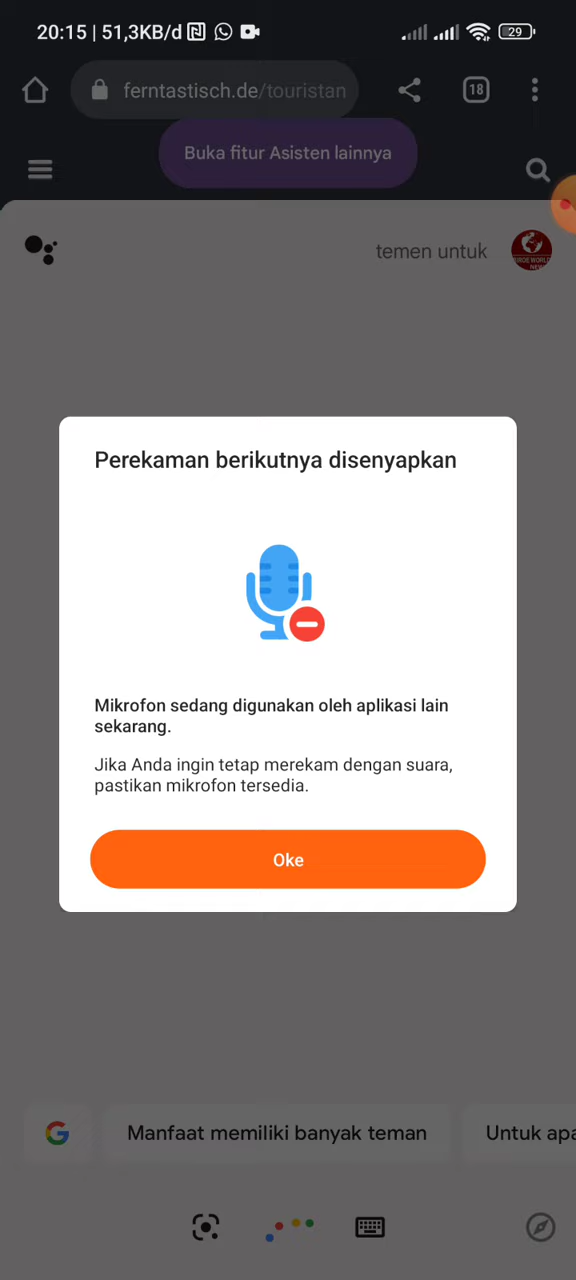 20:15 | 51,3KB/d
29
ferntastisch.de/touristan
18
Buka fitur Asisten lainnya
temen untuk
Perekaman berikutnya disenyapkan
Mikrofon sedang digunakan oleh aplikasi lain
sekarang.
Jika Anda ingin tetap merekam dengan suara,
pastikan mikrofon tersedia.
Oke
Manfaat memiliki banyak teman
Untuk apa